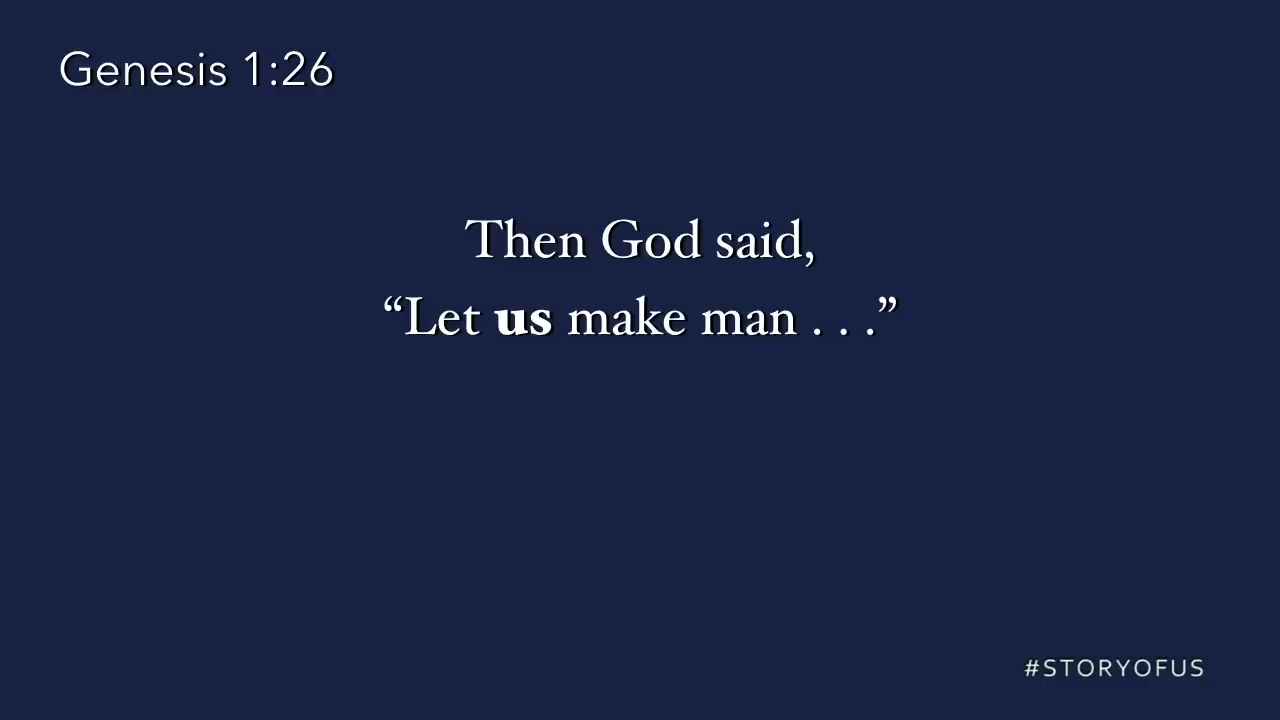 Genesis 1:26
Then God said,
“Let us make man . . .”
#STORYOFUS